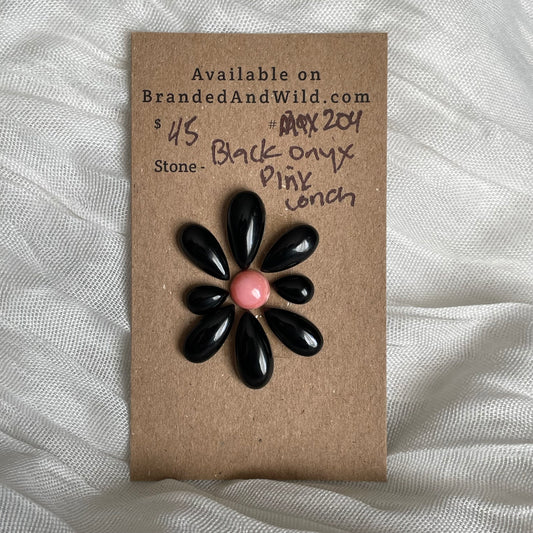 Available on
BrandedAndWild.com
$ 45 # 204
Stone - Black onyx
Pink
conch